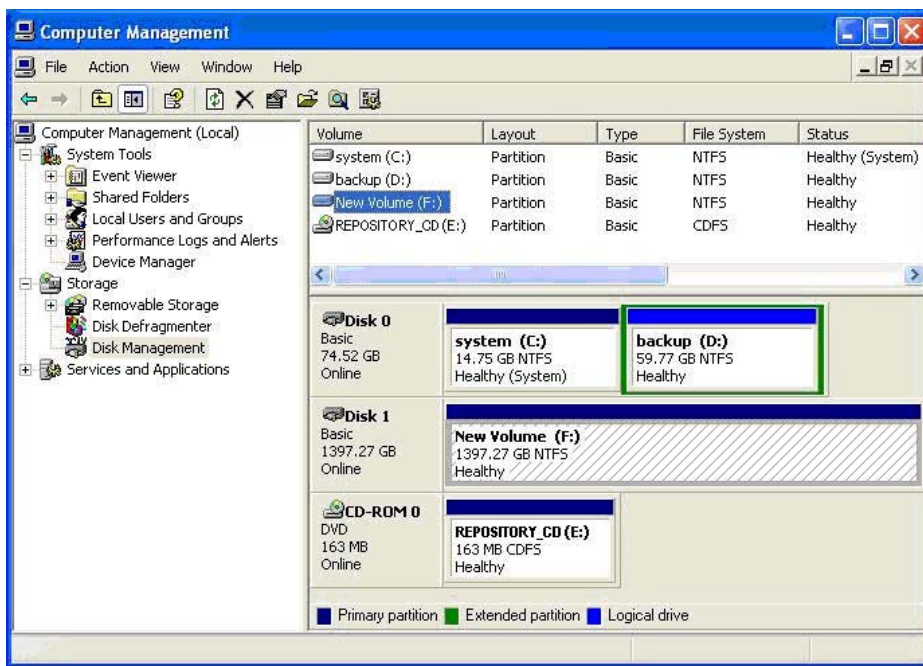 Computer Management
File Action View Window Help
Computer Management (Local)
System Tools
Event Viewer
Shared Folders
Local Users and Groups
Performance Logs and Alerts
Device Manager
Storage
Removable Storage
Disk Defragmenter
Disk Management
Services and Applications
Volume Layout Type File System Status
system (C:) Partition Basic NTFS Healthy (System)
backup (D:) Partition Basic NTFS Healthy
New Volume (F:) Partition Basic NTFS Healthy
REPOSITORY_CD (E:) Partition Basic CDFS Healthy
Disk 0
Basic
74.52 GB
Online
system (C:)
14.75 GB NTFS
Healthy (System)
backup (D:)
59.77 GB NTFS
Healthy
Disk 1
Basic
1397.27 GB
Online
New Volume (F:)
1397.27 GB NTFS
Healthy
CD-ROM 0
DVD
163 MB
Online
REPOSITORY_CD (E:)
163 MB CDFS
Healthy
Primary partition Extended partition Logical drive